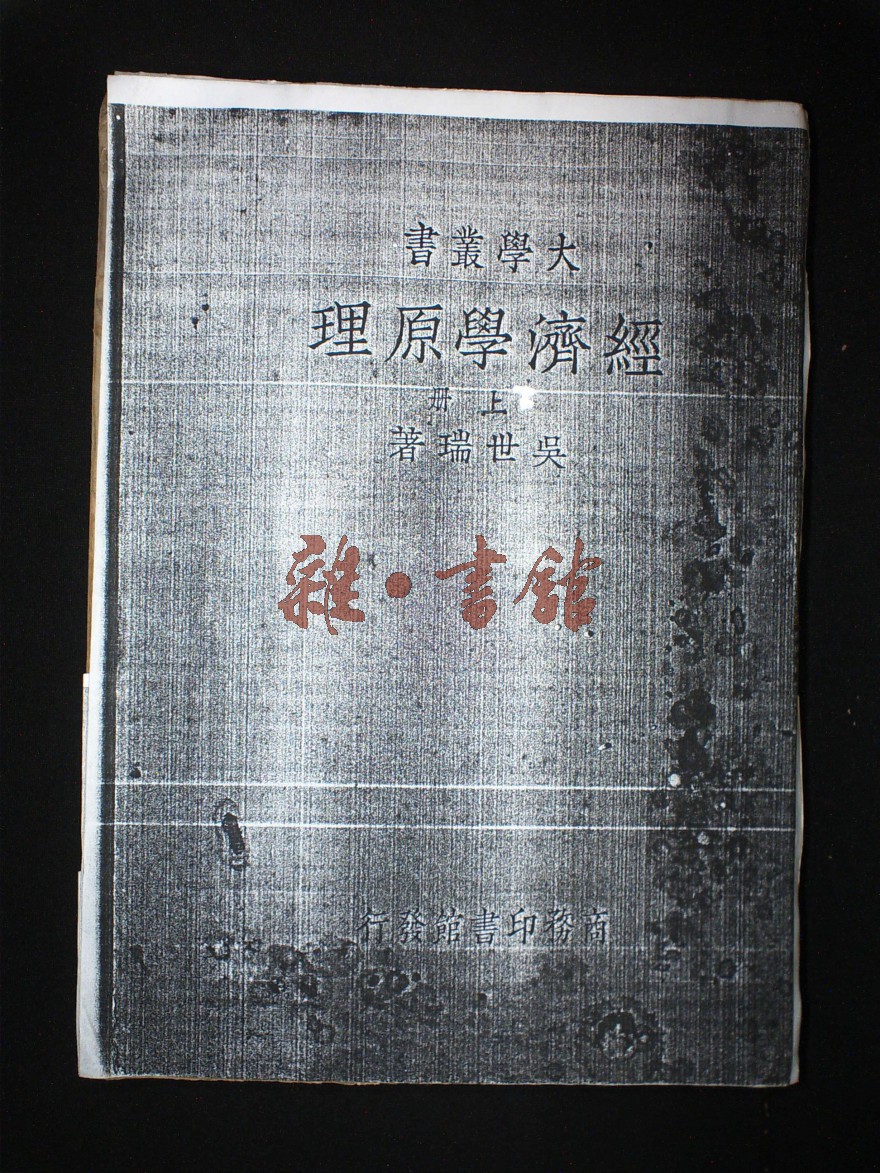 大學叢書
經濟學原理
上册
吳世瑞著
雜·書館
商務印書館發行